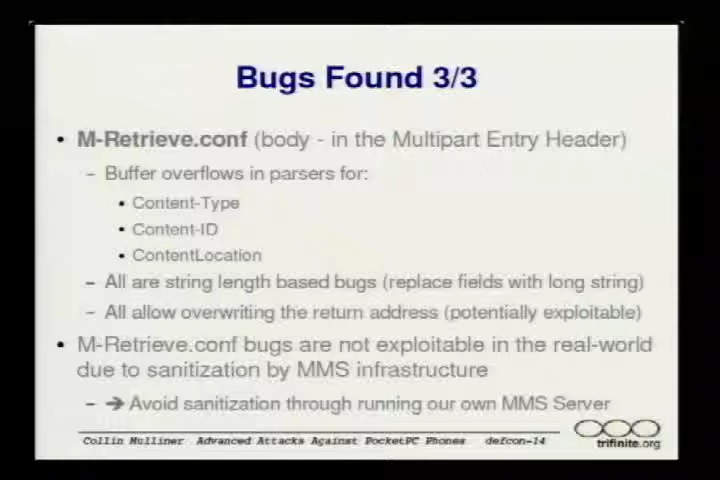 Bugs Found 3/3
• M-Retrieve.conf (body - in the Multipart Entry Header)
– Buffer overflows in parsers for:
• Content-Type
• Content-ID
• ContentLocation
– All are string length based bugs (replace fields with long string)
– All allow overwriting the return address (potentially exploitable)
• M-Retrieve.conf bugs are not exploitable in the real-world
due to sanitization by MMS infrastructure
– ➔ Avoid sanitization through running our own MMS Server
Collin Mulliner Advanced Attacks Against PocketPC Phones defcon-14
trifinite.org